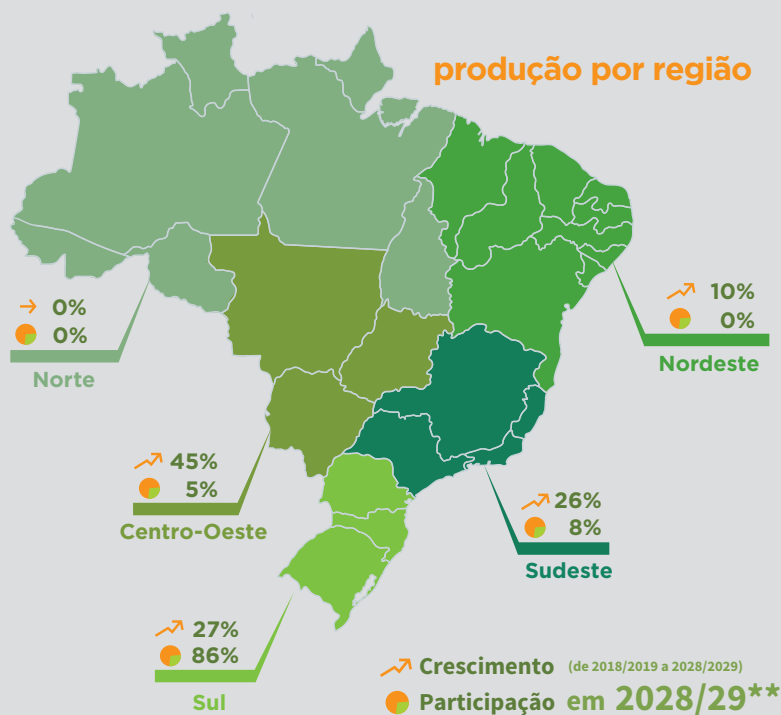 produção por região
0%
0%
Norte
10%
0%
Nordeste
45%
5%
Centro-Oeste
26%
8%
Sudeste
27%
86%
Sul
Crescimento (de 2018/2019 a 2028/2029)
Participação em 2028/29**